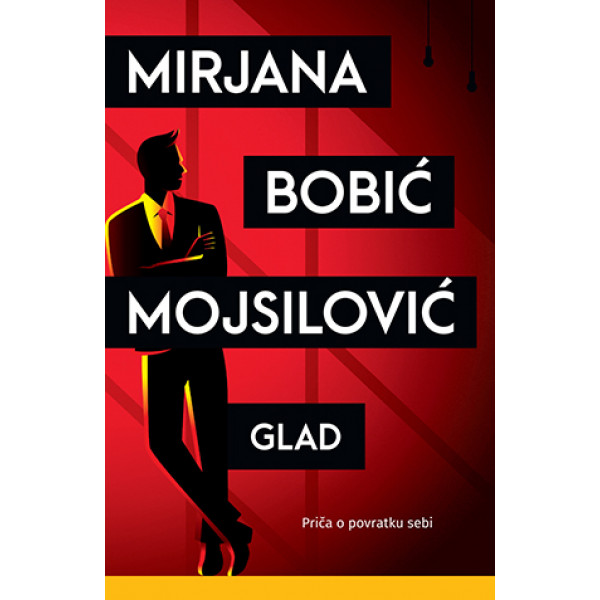 MIRJANA
BOBIĆ
MOJSILOVIĆ
GLAD
Priča o povratku sebi